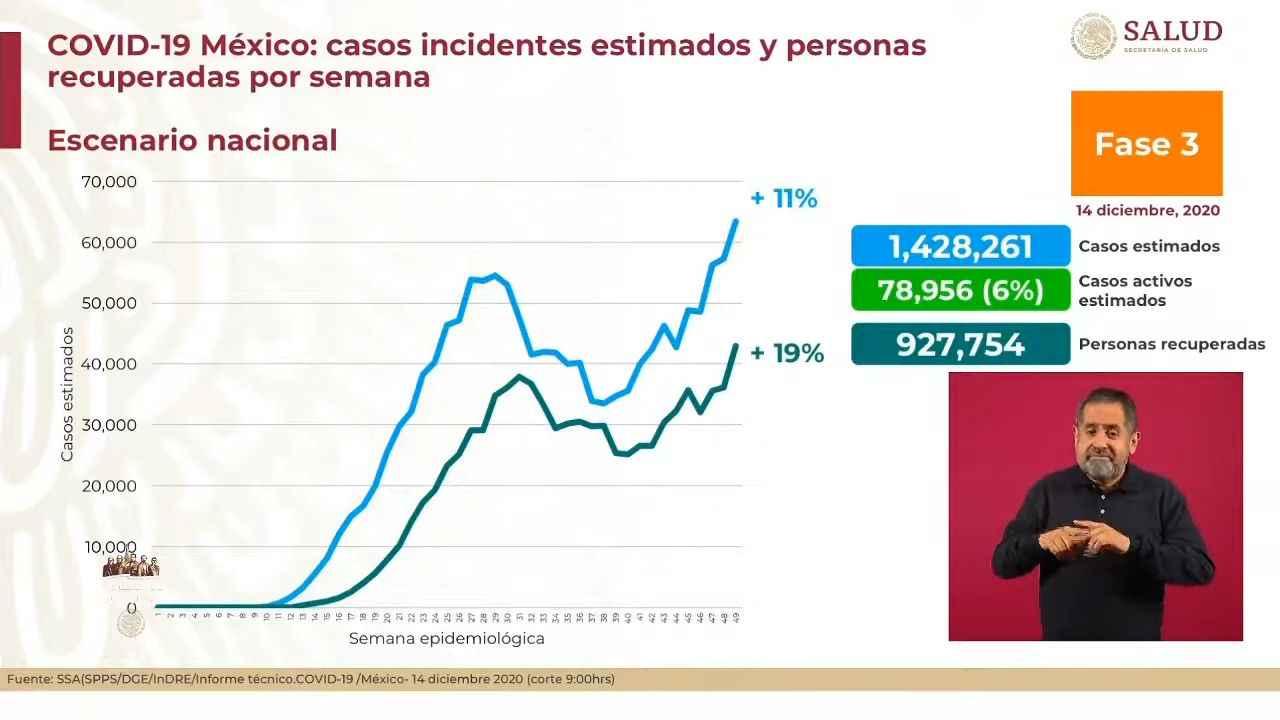 COVID-19 México: casos incidentes estimados y personas
recuperadas por semana
SALUD
SECRETARÍA DE SALUD
Escenario nacional
Fase 3
14 diciembre, 2020
70,000
60,000
50,000
40,000
30,000
20,000
10,000
0
Casos estimados
+ 11%
+ 19%
1,428,261
Casos estimados
78,956 (6%)
Casos activos
estimados
927,754
Personas recuperadas
1 2 3 4 5 6 7 8 9 10 11 12 13 14 15 16 17 18 19 20 21 22 23 24 25 26 27 28 29 30 31 32 33 34 35 36 37 38 39 40 41 42 43 44 45 46 47 48 49
Semana epidemiológica
Fuente: SSA(SPPS/DGE/InDRE/Informe técnico.COVID-19 /México- 14 diciembre 2020 (corte 9:00hrs)